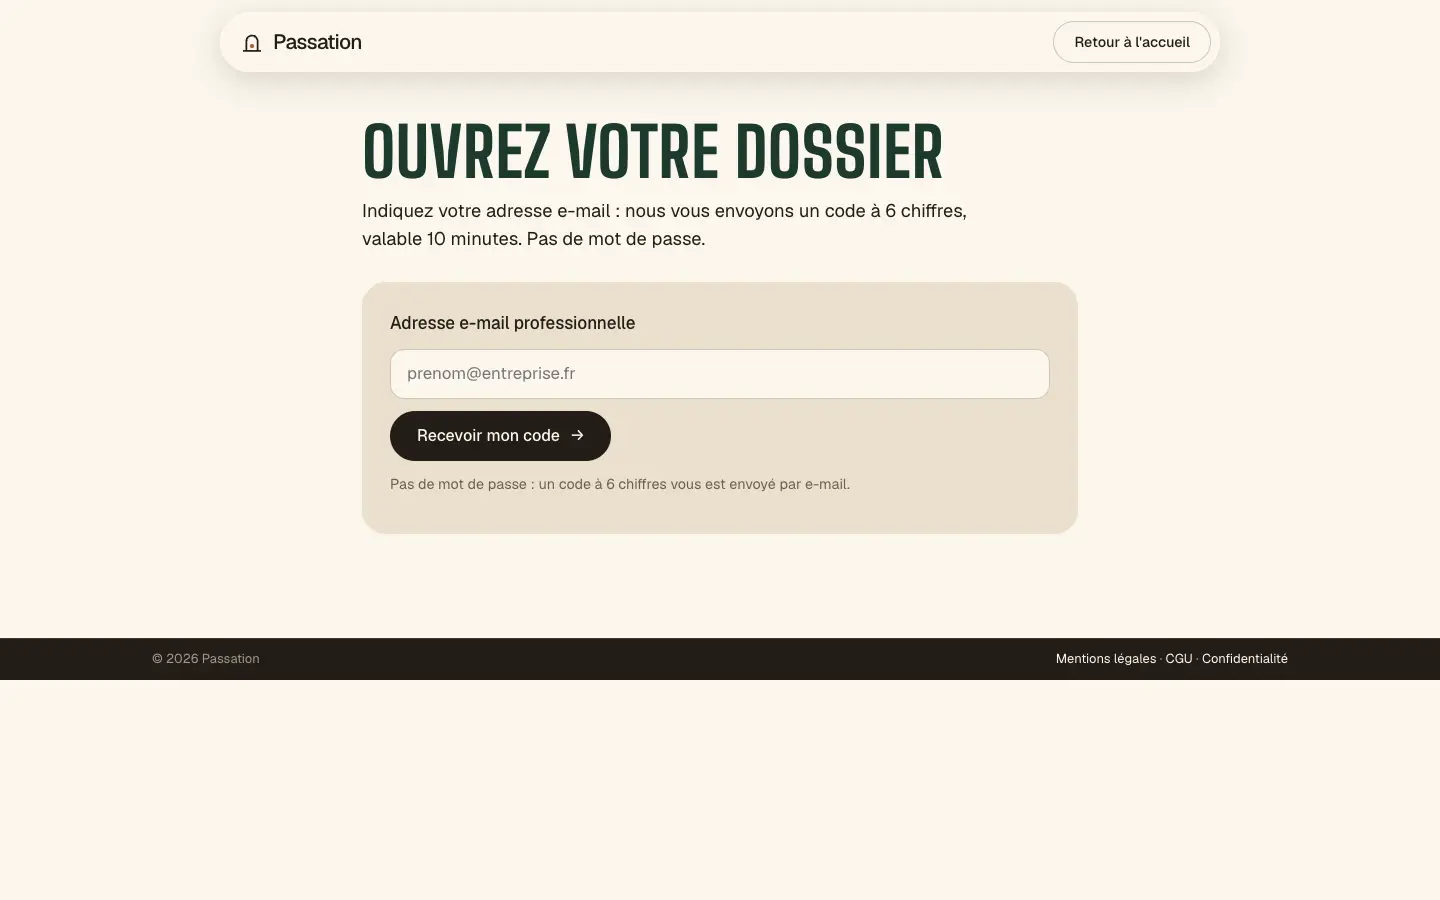 Passation
Retour à l'accueil
OUVREZ VOTRE DOSSIER
Indiquez votre adresse e-mail : nous vous envoyons un code à 6 chiffres,
valable 10 minutes. Pas de mot de passe.
Adresse e-mail professionnelle
prenom@entreprise.fr
Recevoir mon code →
Pas de mot de passe : un code à 6 chiffres vous est envoyé par e-mail.
© 2026 Passation
Mentions légales · CGU · Confidentialité